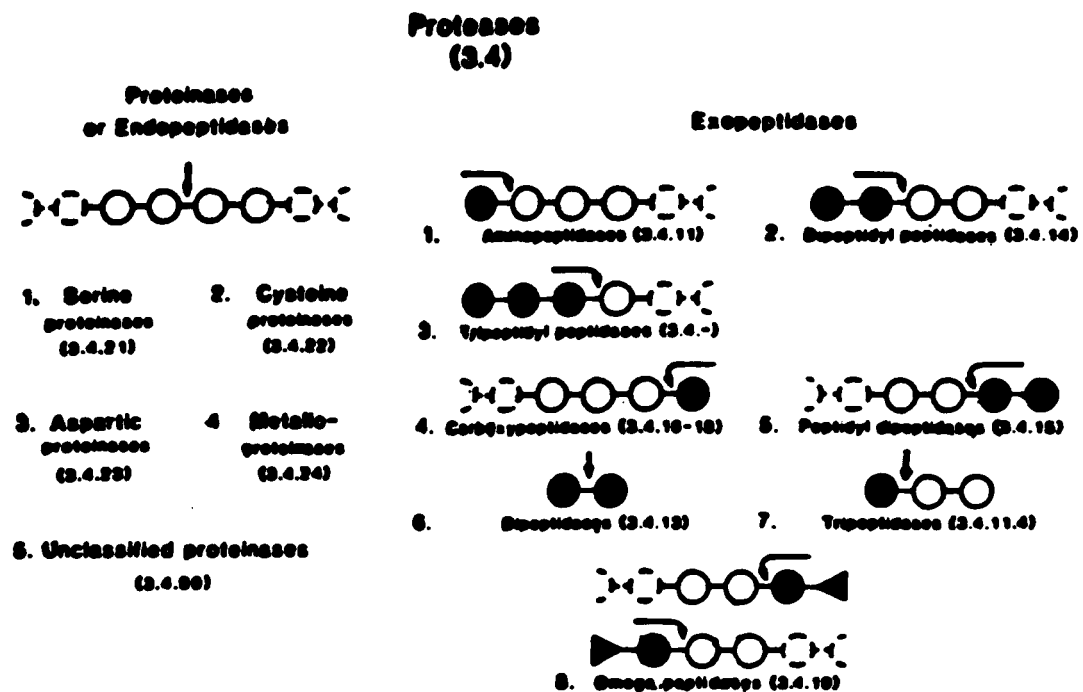 Proteases
(3.4)
Proteinases
or Endopeptidases
1. Serine
proteinases
(3.4.21)
2. Cysteine
proteinases
(3.4.22)
3. Aspartic
proteinases
(3.4.23)
4 Metallo-
proteinases
(3.4.24)
5. Unclassified proteinases
(3.4.99)
Exopeptidases
1. Aminopeptidases (3.4.11)
2. Dipeptidyl peptidases (3.4.14)
3. Tripeptidyl peptidases (3.4.-)
4. Carboxypeptidases (3.4.16-18)
5. Peptidyl dipeptidases (3.4.15)
6. Dipeptidases (3.4.13)
7. Tripeptidases (3.4.11.4)
8. Omega peptidases (3.4.19)